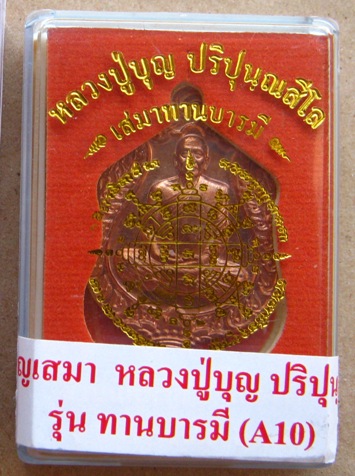 หลวงปู่บุญ ปริปุนฺณสีโล
เสมาทานบารมี
ญเสมา หลวงปู่บุญ ปริปุน
รุ่น ทานบารมี (A10)